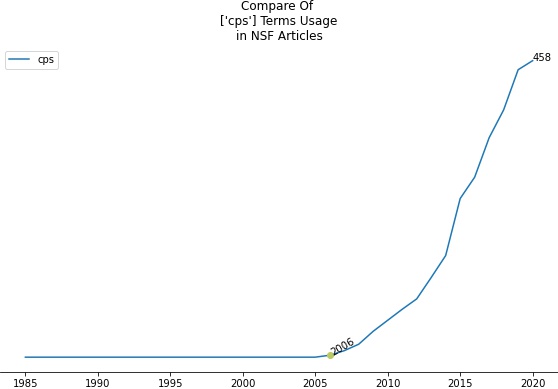 Compare Of
['cps'] Terms Usage
in NSF Articles
cps
458
2006
1985 1990 1995 2000 2005 2010 2015 2020